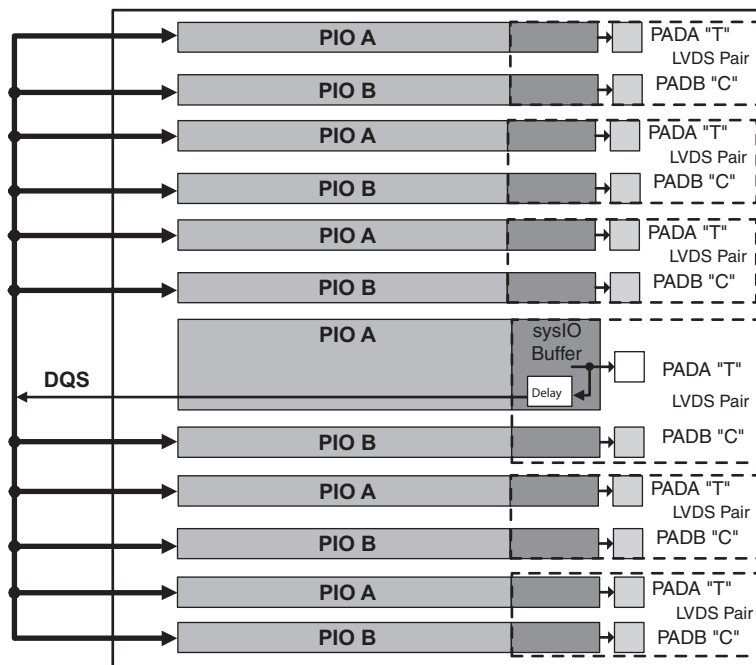 PIO A PADA "T"
LVDS Pair
PIO B PADB "C"
PIO A PADA "T"
LVDS Pair
PIO B PADB "C"
PIO A PADA "T"
LVDS Pair
PIO B PADB "C"
PIO A sysIO
Buffer
PADA "T"
DQS Delay
LVDS Pair
PIO B PADB "C"
PIO A PADA "T"
LVDS Pair
PIO B PADB "C"
PIO A PADA "T"
LVDS Pair
PIO B PADB "C"